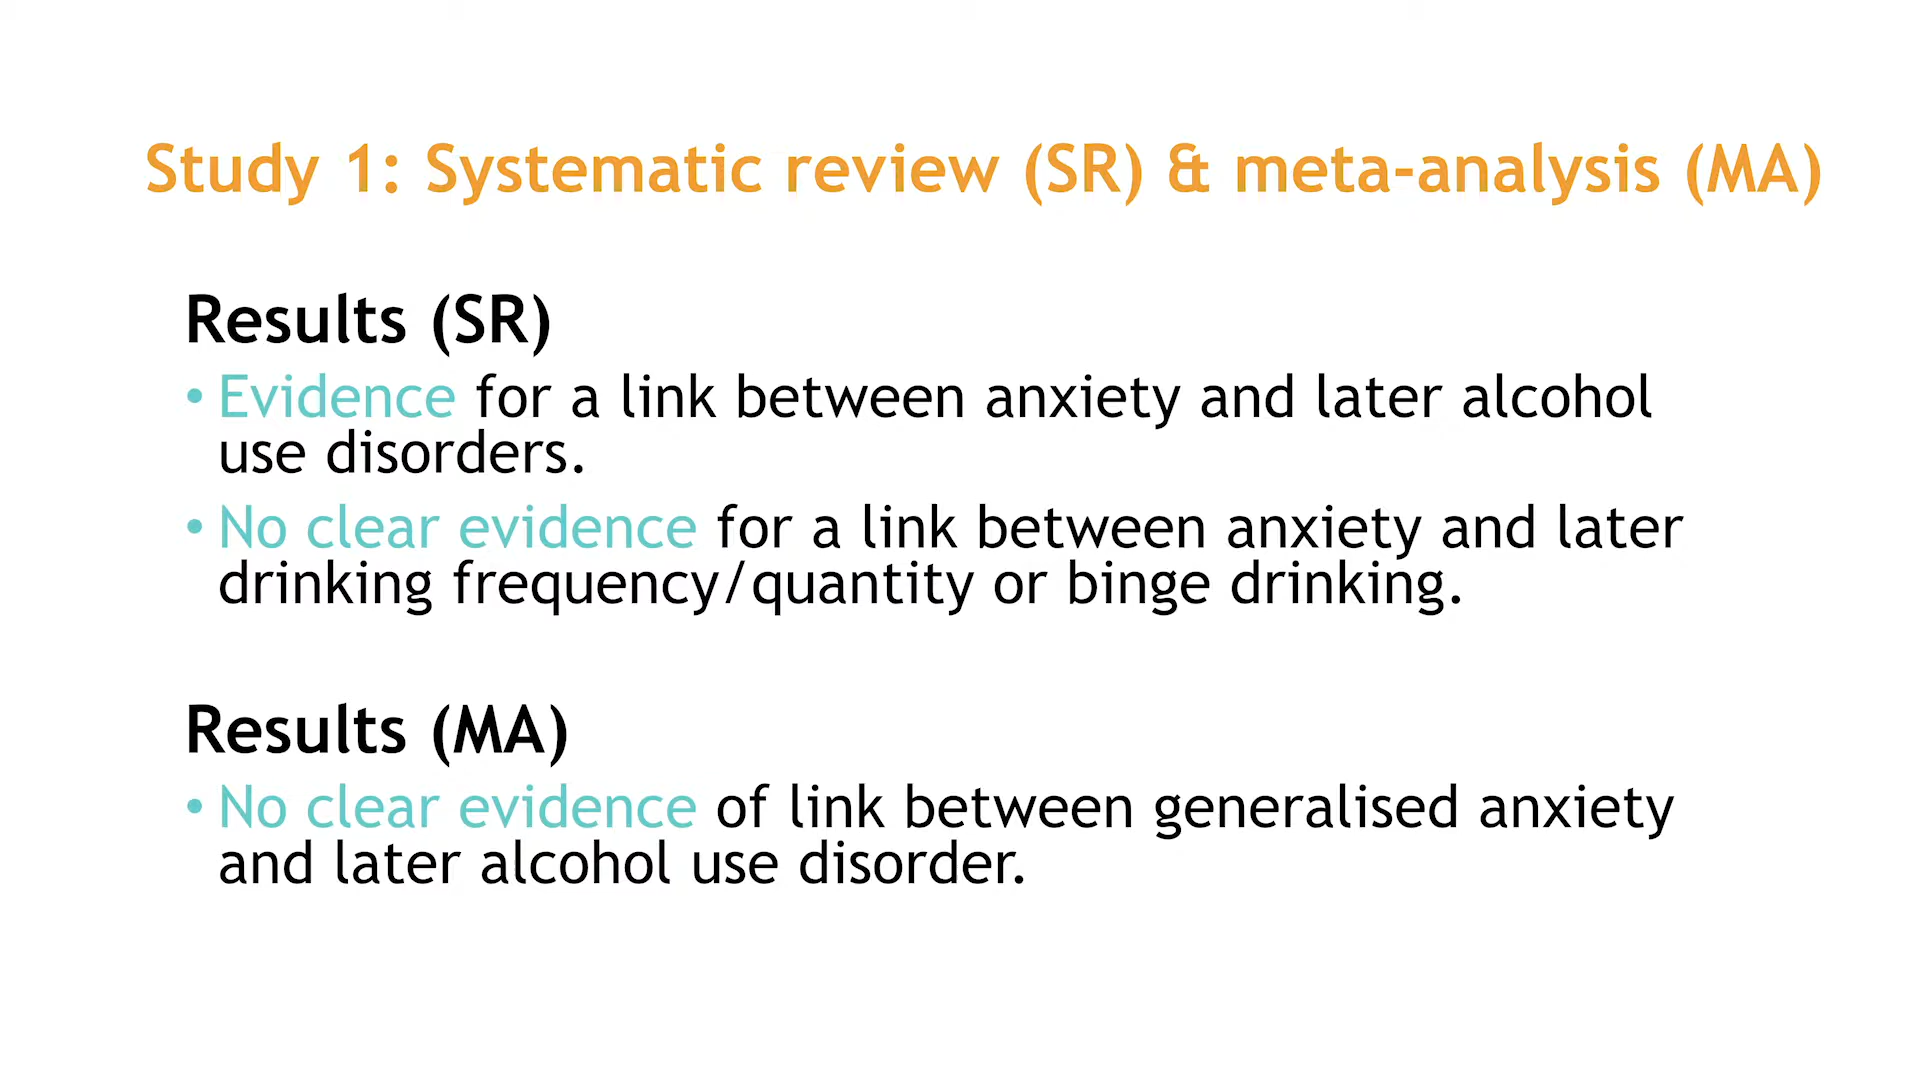 Study 1: Systematic review (SR) & meta-analysis (MA)
Results (SR)
• Evidence for a link between anxiety and later alcohol
use disorders.
• No clear evidence for a link between anxiety and later
drinking frequency/quantity or binge drinking.
Results (MA)
• No clear evidence of link between generalised anxiety
and later alcohol use disorder.